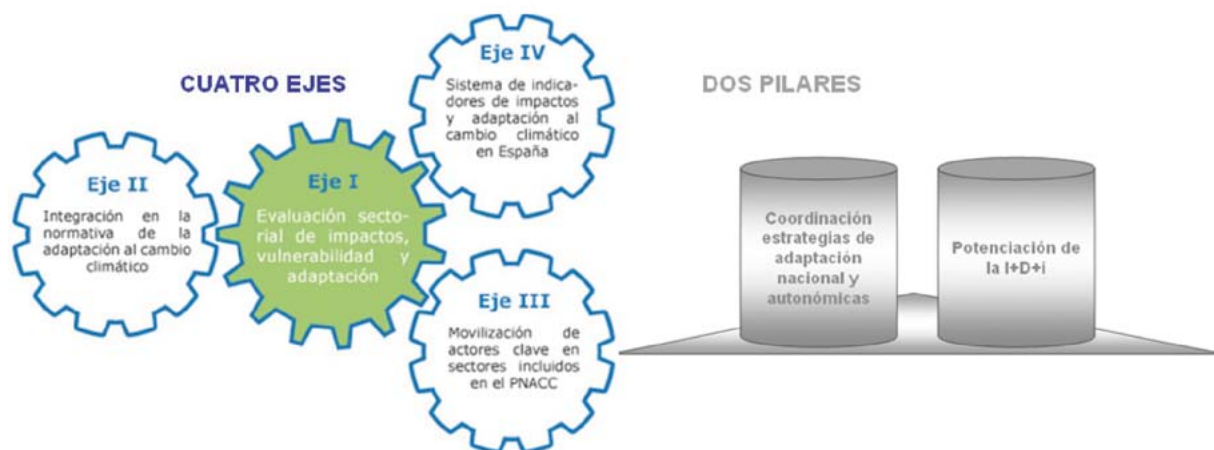 CUATRO EJES
Eje II
Integración en la
normativa de la
adaptación al cambio
climático
Eje I
Evaluación secto-
rial de impactos,
vulnerabilidad y
adaptación
Eje IV
Sistema de indica-
dores de impactos
y adaptación al
cambio climático
en España
Eje III
Movilización de
actores clave en
sectores incluidos
en el PNACC
DOS PILARES
Coordinación
estrategias de
adaptación
nacional y
autonómicas
Potenciación de
la I+D+i